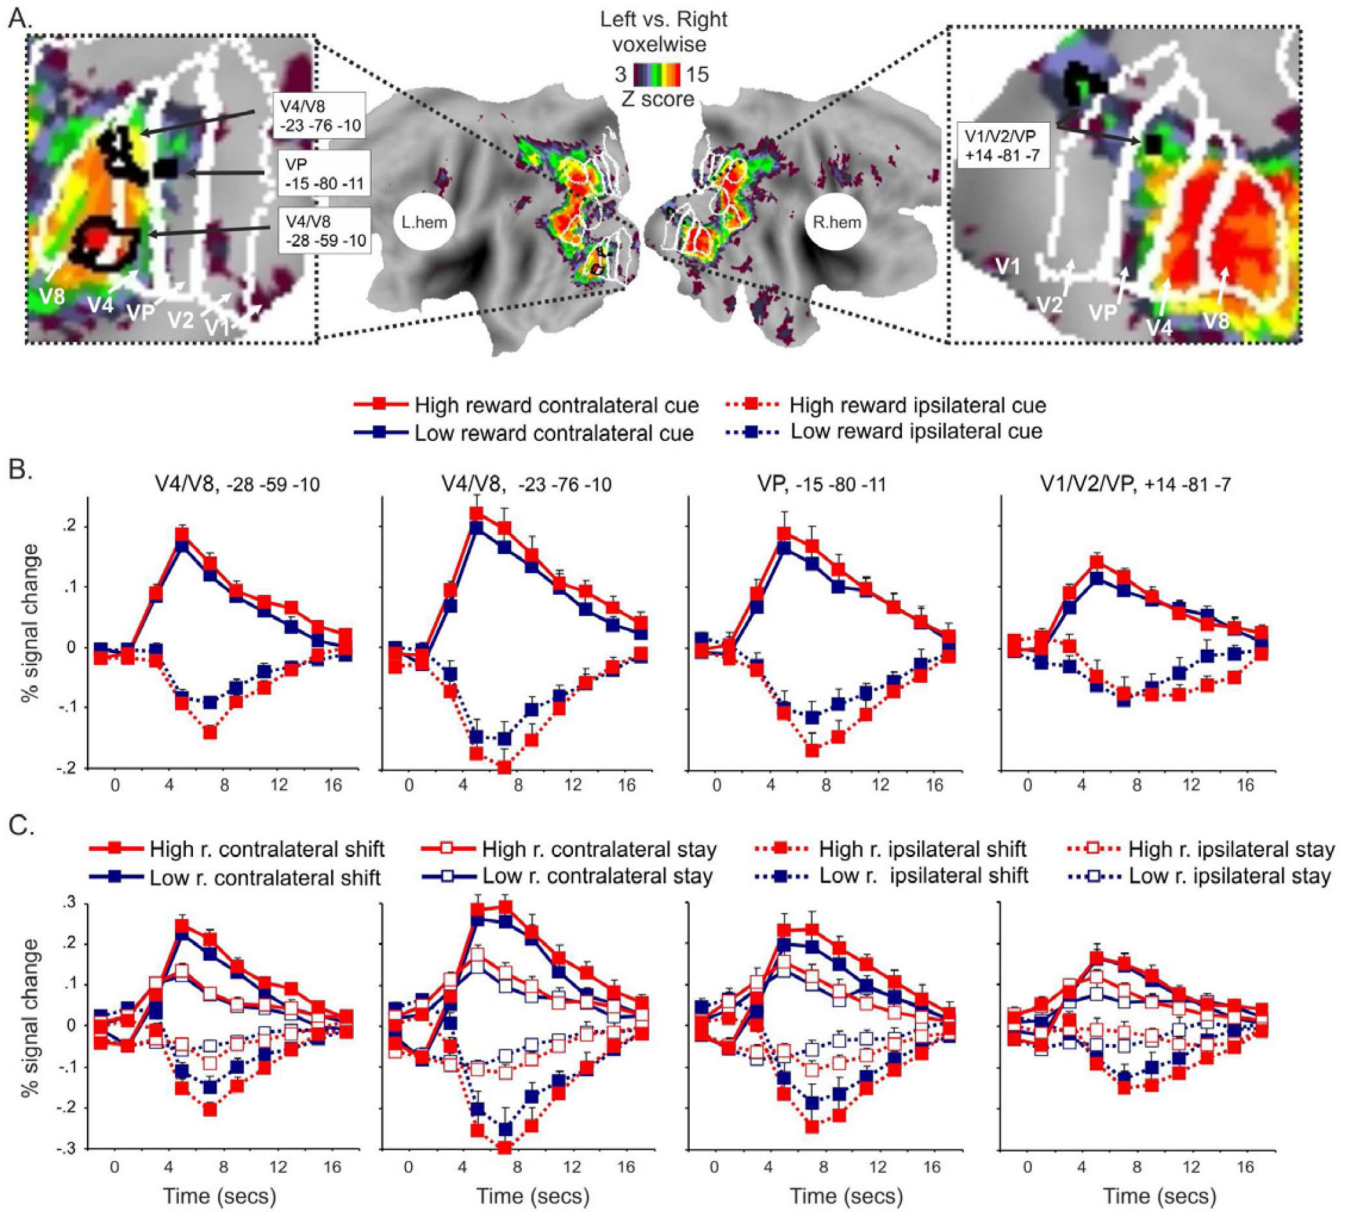 A.
Left vs. Right
voxelwise
3 15
Z score
V4/V8
-23 -76 -10
VP
-15 -80 -11
V4/V8
-28 -59 -10
V8 V4 VP V2 V1
L.hem
R.hem
V1/V2/VP
+14 -81 -7
V1 V2 VP V4 V8
High reward contralateral cue High reward ipsilateral cue
Low reward contralateral cue Low reward ipsilateral cue
B.
V4/V8, -28 -59 -10 V4/V8, -23 -76 -10 VP, -15 -80 -11 V1/V2/VP, +14 -81 -7
% signal change
.2
.1
0
-.1
-.2
0 4 8 12 16 0 4 8 12 16 0 4 8 12 16 0 4 8 12 16
C.
High r. contralateral shift High r. contralateral stay High r. ipsilateral shift High r. ipsilateral stay
Low r. contralateral shift Low r. contralateral stay Low r. ipsilateral shift Low r. ipsilateral stay
% signal change
.3
.2
.1
0
-.1
-.2
-.3
0 4 8 12 16 0 4 8 12 16 0 4 8 12 16 0 4 8 12 16
Time (secs) Time (secs) Time (secs) Time (secs)